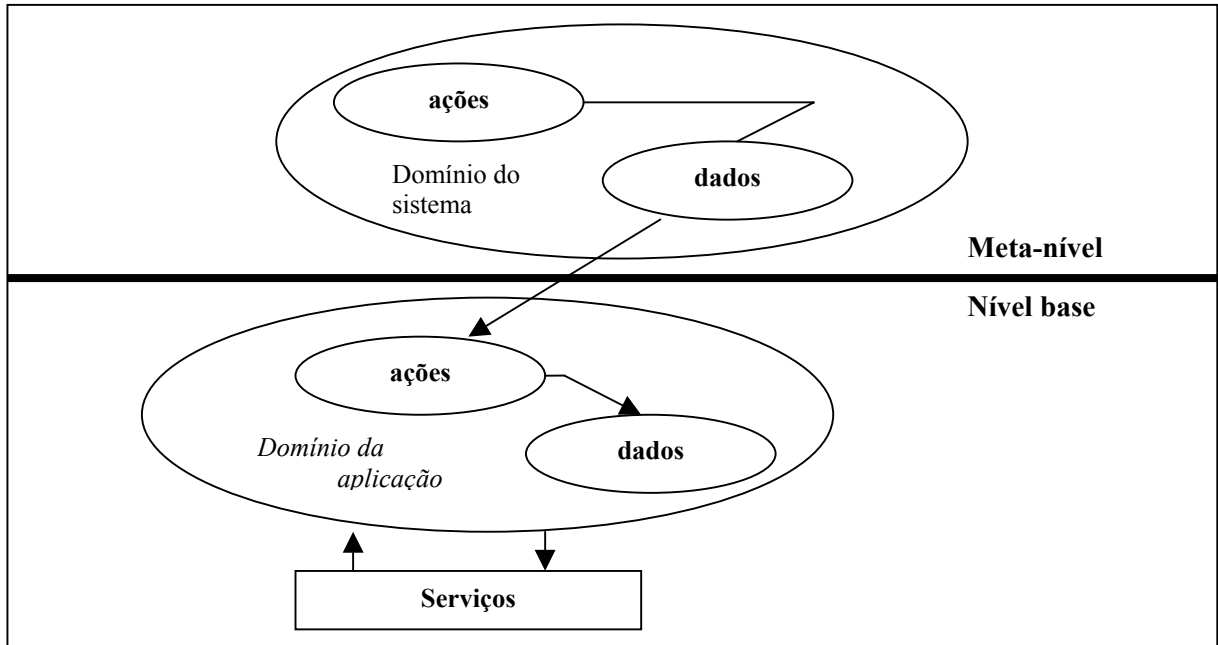 ações
Domínio do
sistema
dados
Meta-nível
Nível base
ações
Domínio da
aplicação
dados
Serviços